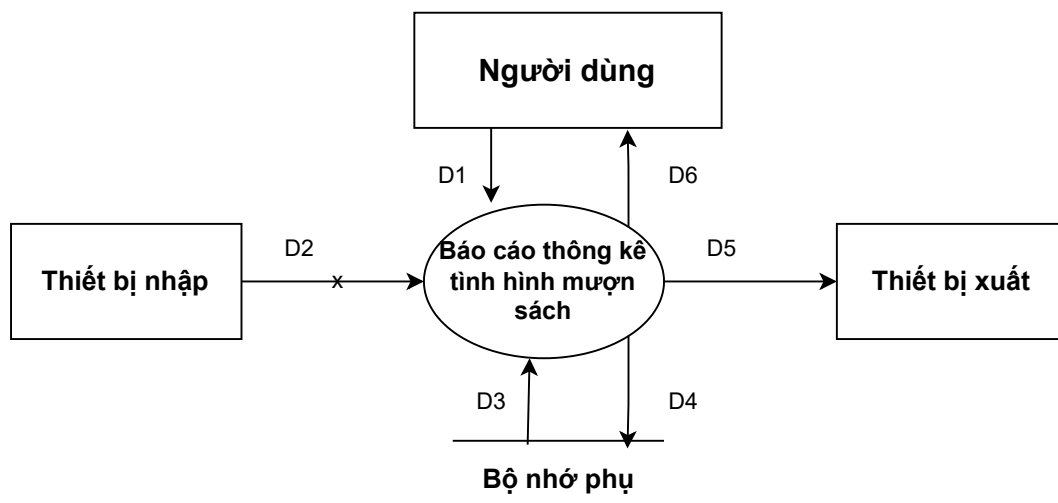 Người dùng
D1
D6
Thiết bị nhập
D2
x
Báo cáo thông kê
tình hình mượn
sách
D5
Thiết bị xuất
D3
D4
Bộ nhớ phụ